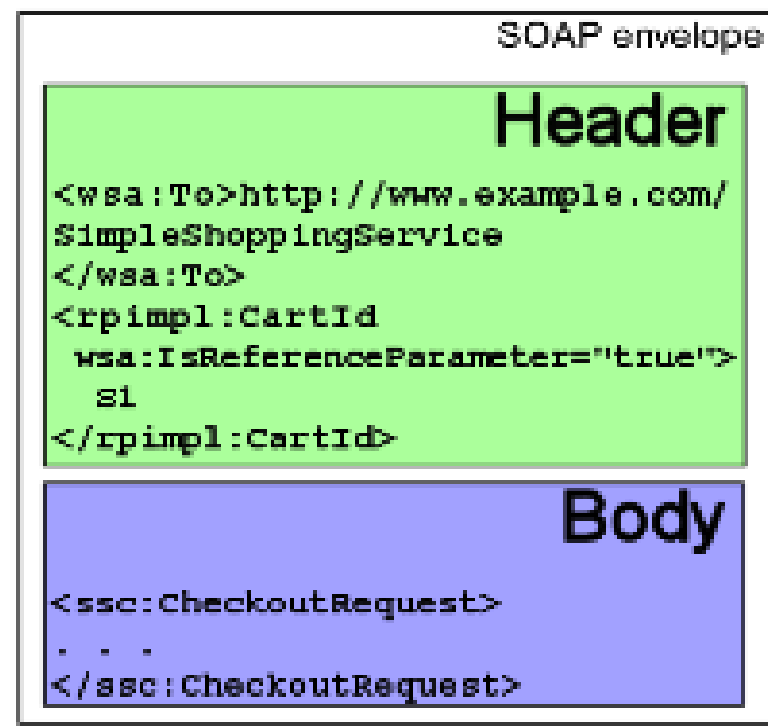 SOAP envelope
Header
<wsa:To>http://www.example.com/
SimpleShoppingService
</wsa:To>
<rpimpl:CartId
wsa:IsReferenceParameter="true">
S1
</rpimpl:CartId>
Body
<ssc:CheckoutRequest>
. . .
</ssc:CheckoutRequest>